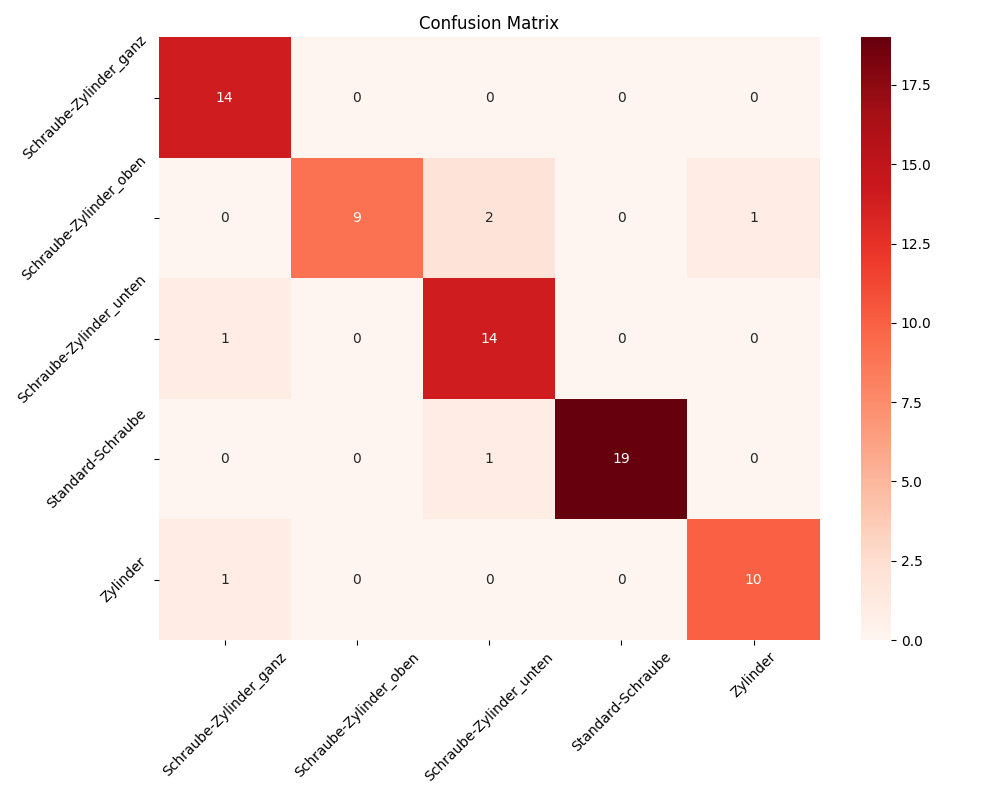 Confusion Matrix
Schraube-Zylinder_ganz
14 0 0 0 0
Schraube-Zylinder_oben
0 9 2 0 1
Schraube-Zylinder_unten
1 0 14 0 0
Standard-Schraube
0 0 1 19 0
Zylinder
1 0 0 0 10
Schraube-Zylinder_ganz
Schraube-Zylinder_oben
Schraube-Zylinder_unten
Standard-Schraube
Zylinder
17.5
15.0
12.5
10.0
7.5
5.0
2.5
0.0